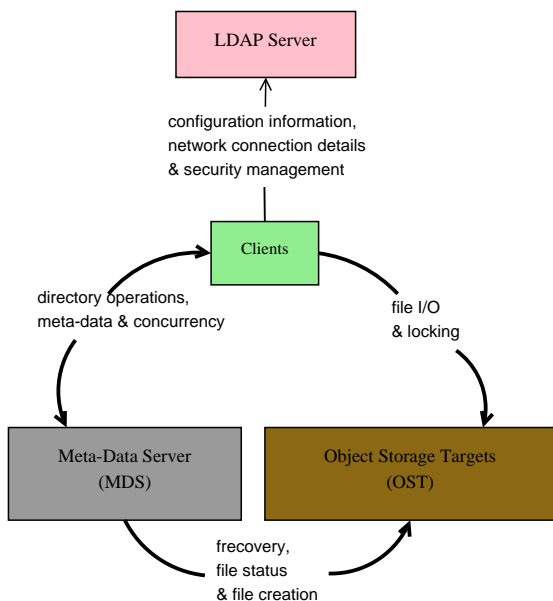 LDAP Server
configuration information,
network connection details
& security management
Clients
directory operations,
meta-data & concurrency
file I/O
& locking
Meta-Data Server
(MDS)
Object Storage Targets
(OST)
frecovery,
file status
& file creation